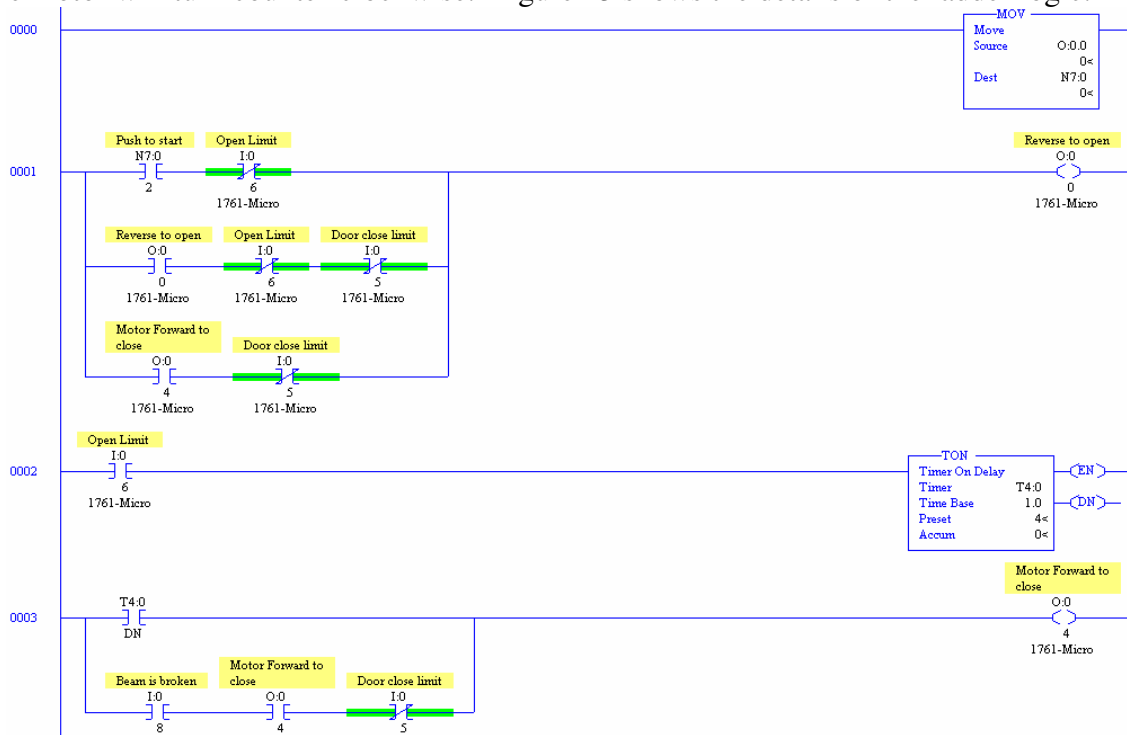 MOV
Move
Source O:0.0
0<
Dest N7:0
0<
0000
Push to start Open Limit
N7:0 I:0
2 6
1761-Micro
Reverse to open
O:0
0
1761-Micro
0001
Reverse to open Open Limit Door close limit
O:0 I:0 I:0
0 6 5
1761-Micro 1761-Micro 1761-Micro
Motor Forward to
close Door close limit
O:0 I:0
4 5
1761-Micro 1761-Micro
Open Limit
I:0
0002
6
1761-Micro
TON
Timer On Delay
Timer T4:0
Time Base 1.0
Preset 4<
Accum 0<
EN
DN
Motor Forward to
close
O:0
4
1761-Micro
0003
T4:0
DN
Motor Forward to
Beam is broken close Door close limit
I:0 O:0 I:0
8 4 5